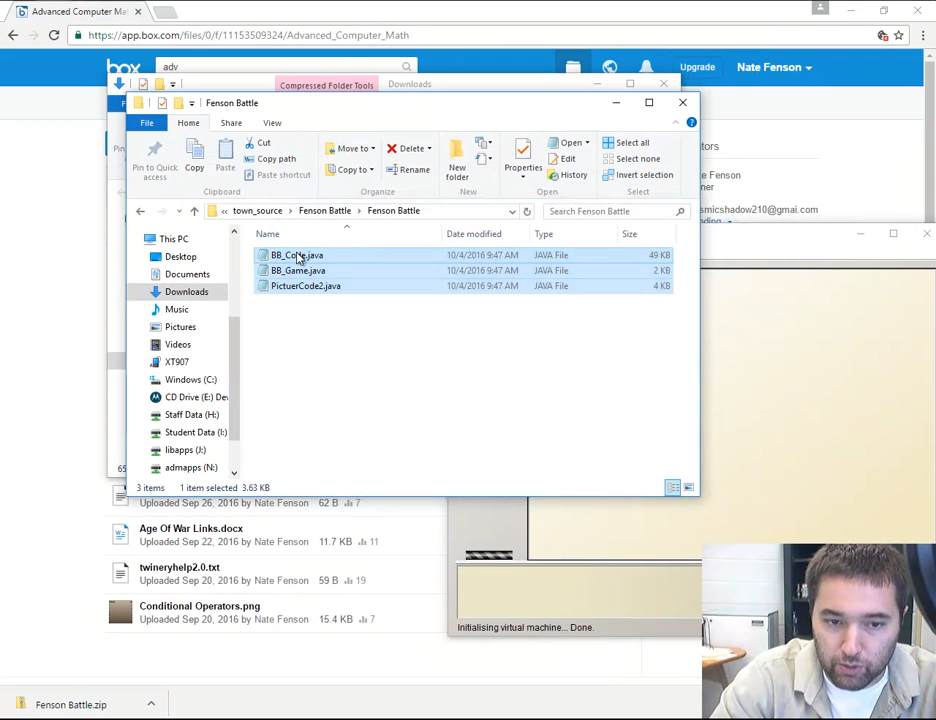 Advanced Computer Ma
https://app.box.com/files/0/f/11153509324/Advanced_Computer_Math
box adv Upgrade Nate Fenson
Compressed Folder Tools Downloads
Fenson Battle
File Home Share View
Cut Copy path Paste shortcut
Pin to Quick access Copy Paste
Move to Copy to Delete Rename
New folder
Properties
Open Edit History
Select all Select none Invert selection
Clipboard Organize New Open Select
« town_source Fenson Battle Fenson Battle Search Fenson Battle
Name Date modified Type Size
BB_Code.java 10/4/2016 9:47 AM JAVA File 49 KB
BB_Game.java 10/4/2016 9:47 AM JAVA File 2 KB
PictuerCode2.java 10/4/2016 9:47 AM JAVA File 4 KB
This PC
Desktop
Documents
Downloads
Music
Pictures
Videos
XT907
Windows (C:)
CD Drive (E:) De
Staff Data (H:)
Student Data (I:)
libapps (J:)
admapps (N:)
3 items 1 item selected 3.63 KB
Uploaded Sep 26, 2016 by Nate Fenson 62 B 7
Age Of War Links.docx
Uploaded Sep 22, 2016 by Nate Fenson 11.7 KB 11
twineryhelp2.0.txt
Uploaded Sep 20, 2016 by Nate Fenson 59 B 19
Conditional Operators.png
Uploaded Sep 20, 2016 by Nate Fenson 15.4 KB 7
smicshadow210@gmai.com
Initialising virtual machine... Done.
Fenson Battle.zip